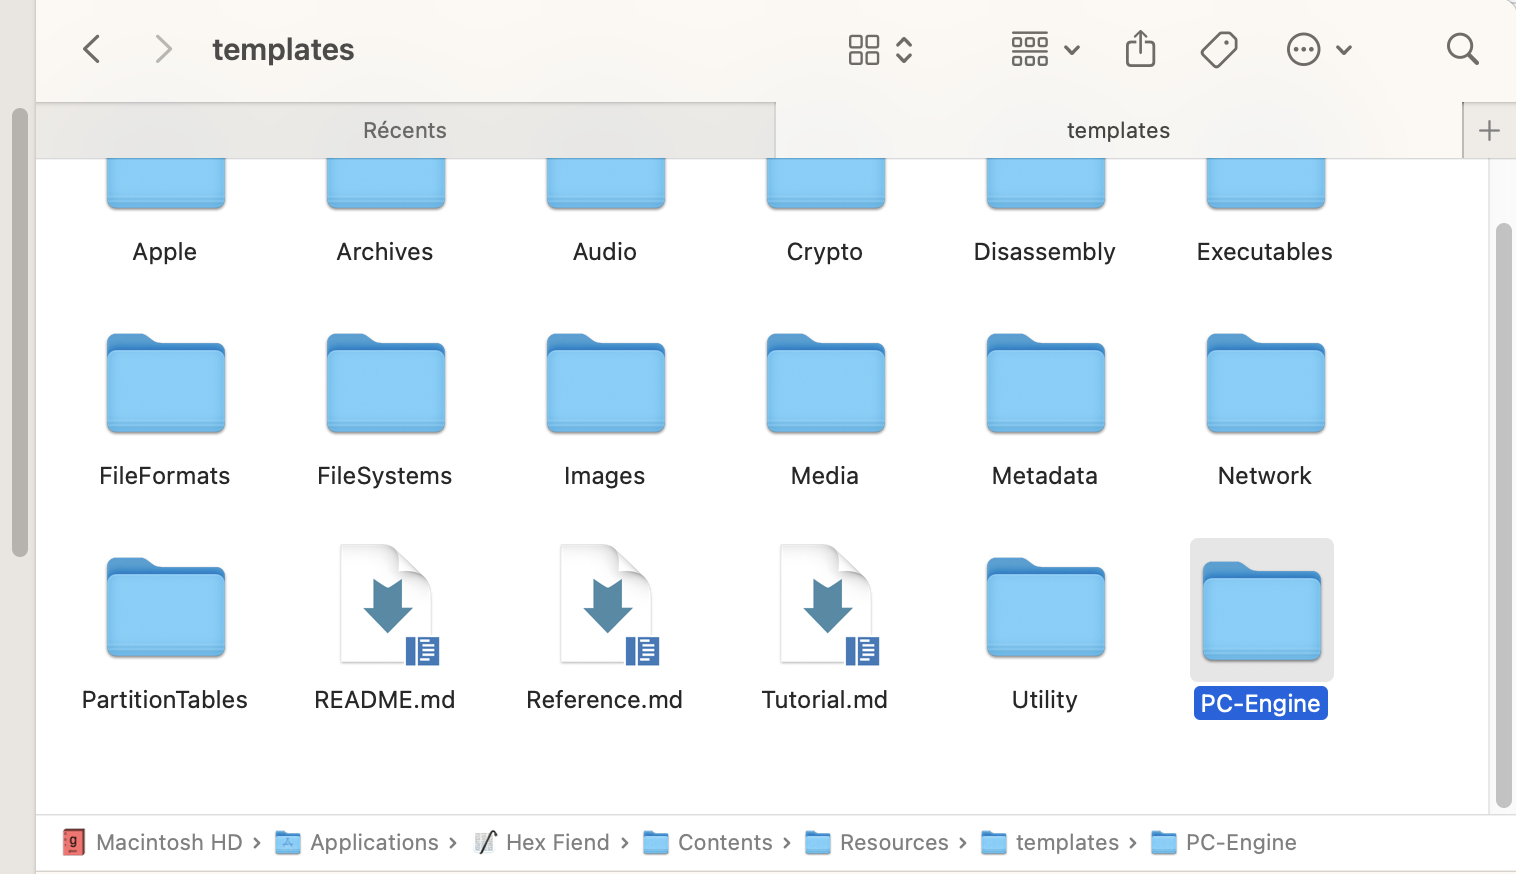 templates
Récents
templates
Apple
Archives
Audio
Crypto
Disassembly
Executables
FileFormats
FileSystems
Images
Media
Metadata
Network
PartitionTables
README.md
Reference.md
Tutorial.md
Utility
PC-Engine
Macintosh HD › Applications › Hex Fiend › Contents › Resources › templates › PC-Engine